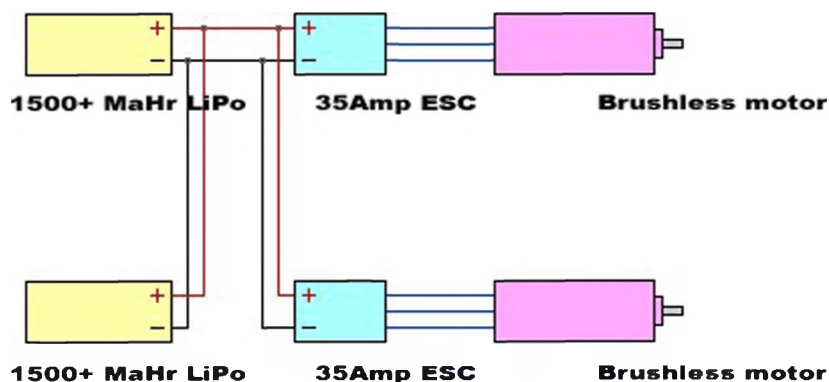 + +
− −
1500+ MaHr LiPo 35Amp ESC Brushless motor
+ +
− −
1500+ MaHr LiPo 35Amp ESC Brushless motor